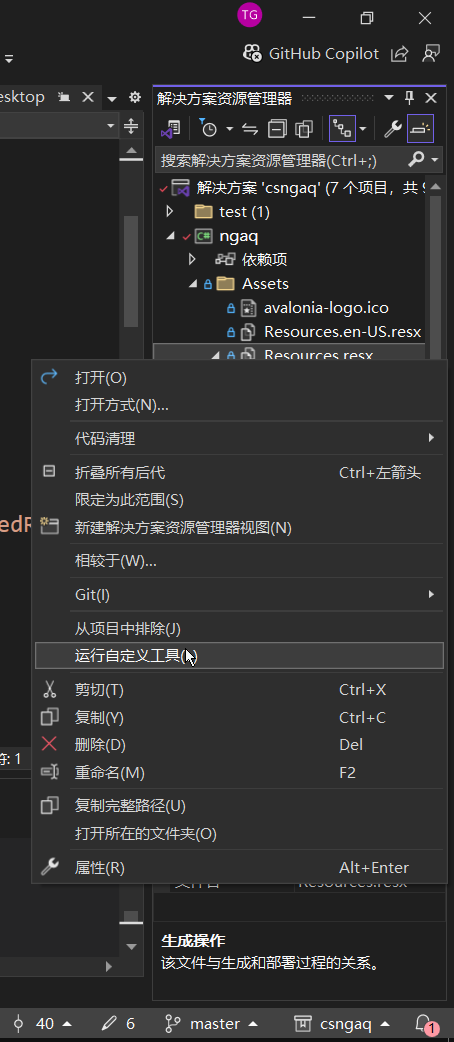 TG
GitHub Copilot
esktop
解决方案资源管理器
搜索解决方案资源管理器(Ctrl+;)
解决方案 'csngaq' (7 个项目，共 9
test (1)
ngaq
依赖项
Assets
avalonia-logo.ico
Resources.en-US.resx
Resources.resx
打开(O)
打开方式(N)...
代码清理
折叠所有后代 Ctrl+左箭头
限定为此范围(S)
edR
新建解决方案资源管理器视图(N)
相较于(W)...
Git(I)
从项目中排除(J)
运行自定义工具(
剪切(T) Ctrl+X
复制(Y) Ctrl+C
删除(D) Del
符: 1
重命名(M) F2
复制完整路径(U)
打开所在的文件夹(O)
属性(R) Alt+Enter
文件名 Resources.resx
生成操作
该文件与生成和部署过程的关系。
40 6 master csngaq 1